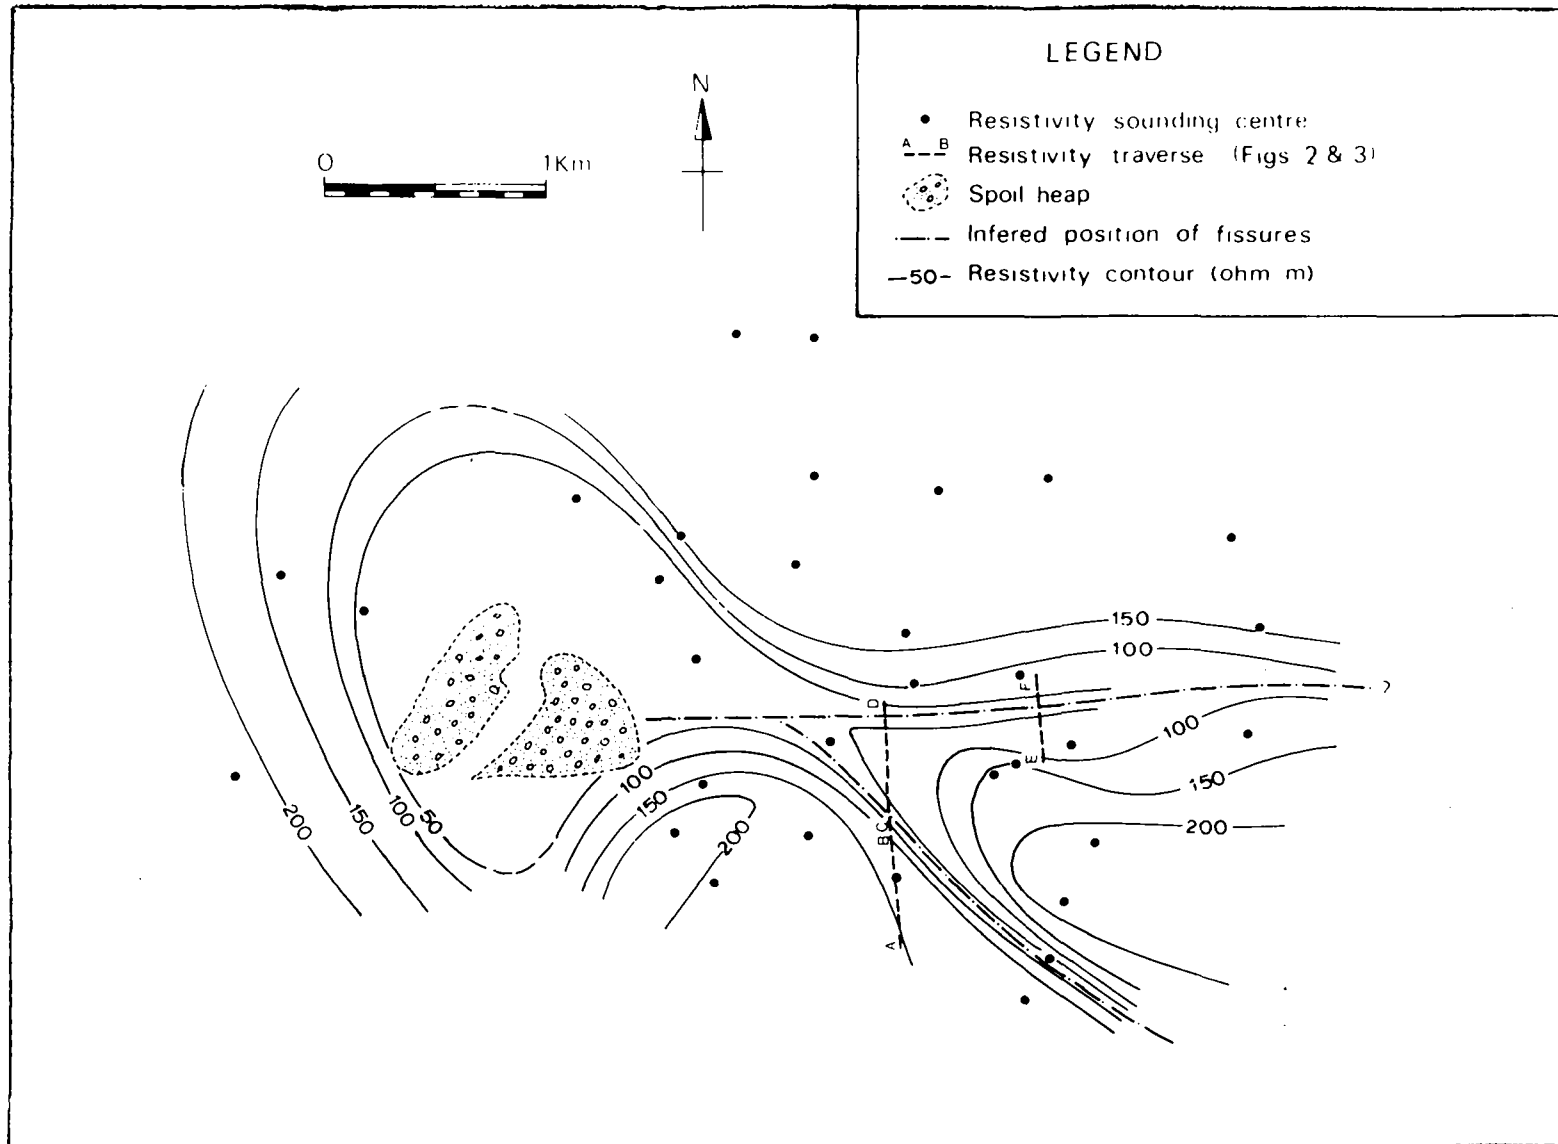 LEGEND
N
0 1Km
Resistivity sounding centre
A B Resistivity traverse (Figs 2 & 3)
Spoil heap
Infered position of fissures
—50— Resistivity contour (ohm m)
150
100
?
F
D
100
E
100
150
150
200
200
150
100
50
200
B C
A